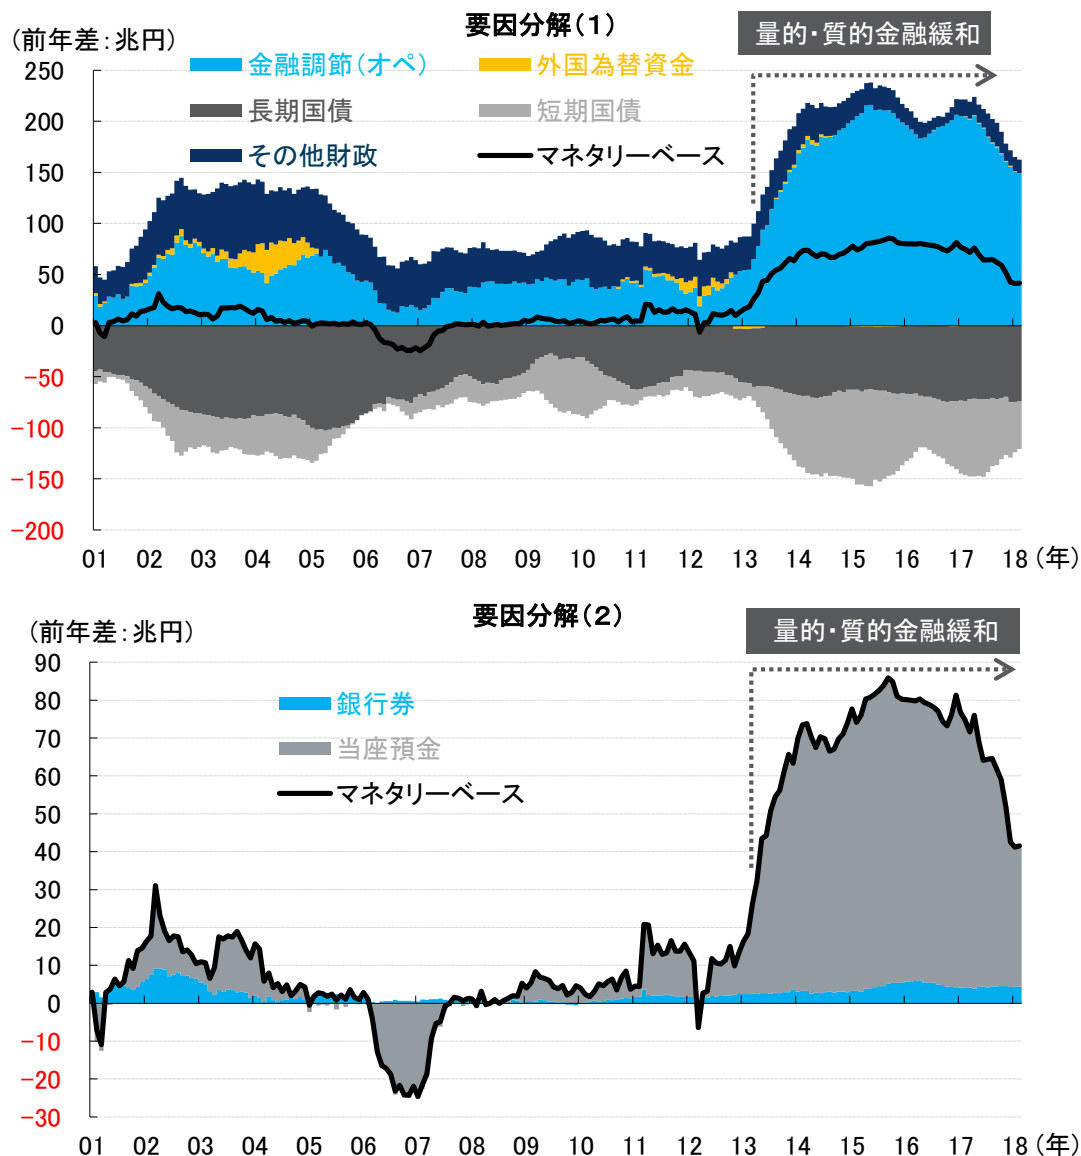 要因分解（１）
（前年差：兆円）
量的・質的金融緩和
金融調節（オペ） 外国為替資金
長期国債 短期国債
その他財政 マネタリーベース
250
200
150
100
50
0
−50
−100
−150
−200
01 02 03 04 05 06 07 08 09 10 11 12 13 14 15 16 17 18 （年）
要因分解（２）
（前年差：兆円）
量的・質的金融緩和
銀行券
当座預金
マネタリーベース
90
80
70
60
50
40
30
20
10
0
−10
−20
−30
01 02 03 04 05 06 07 08 09 10 11 12 13 14 15 16 17 18 （年）